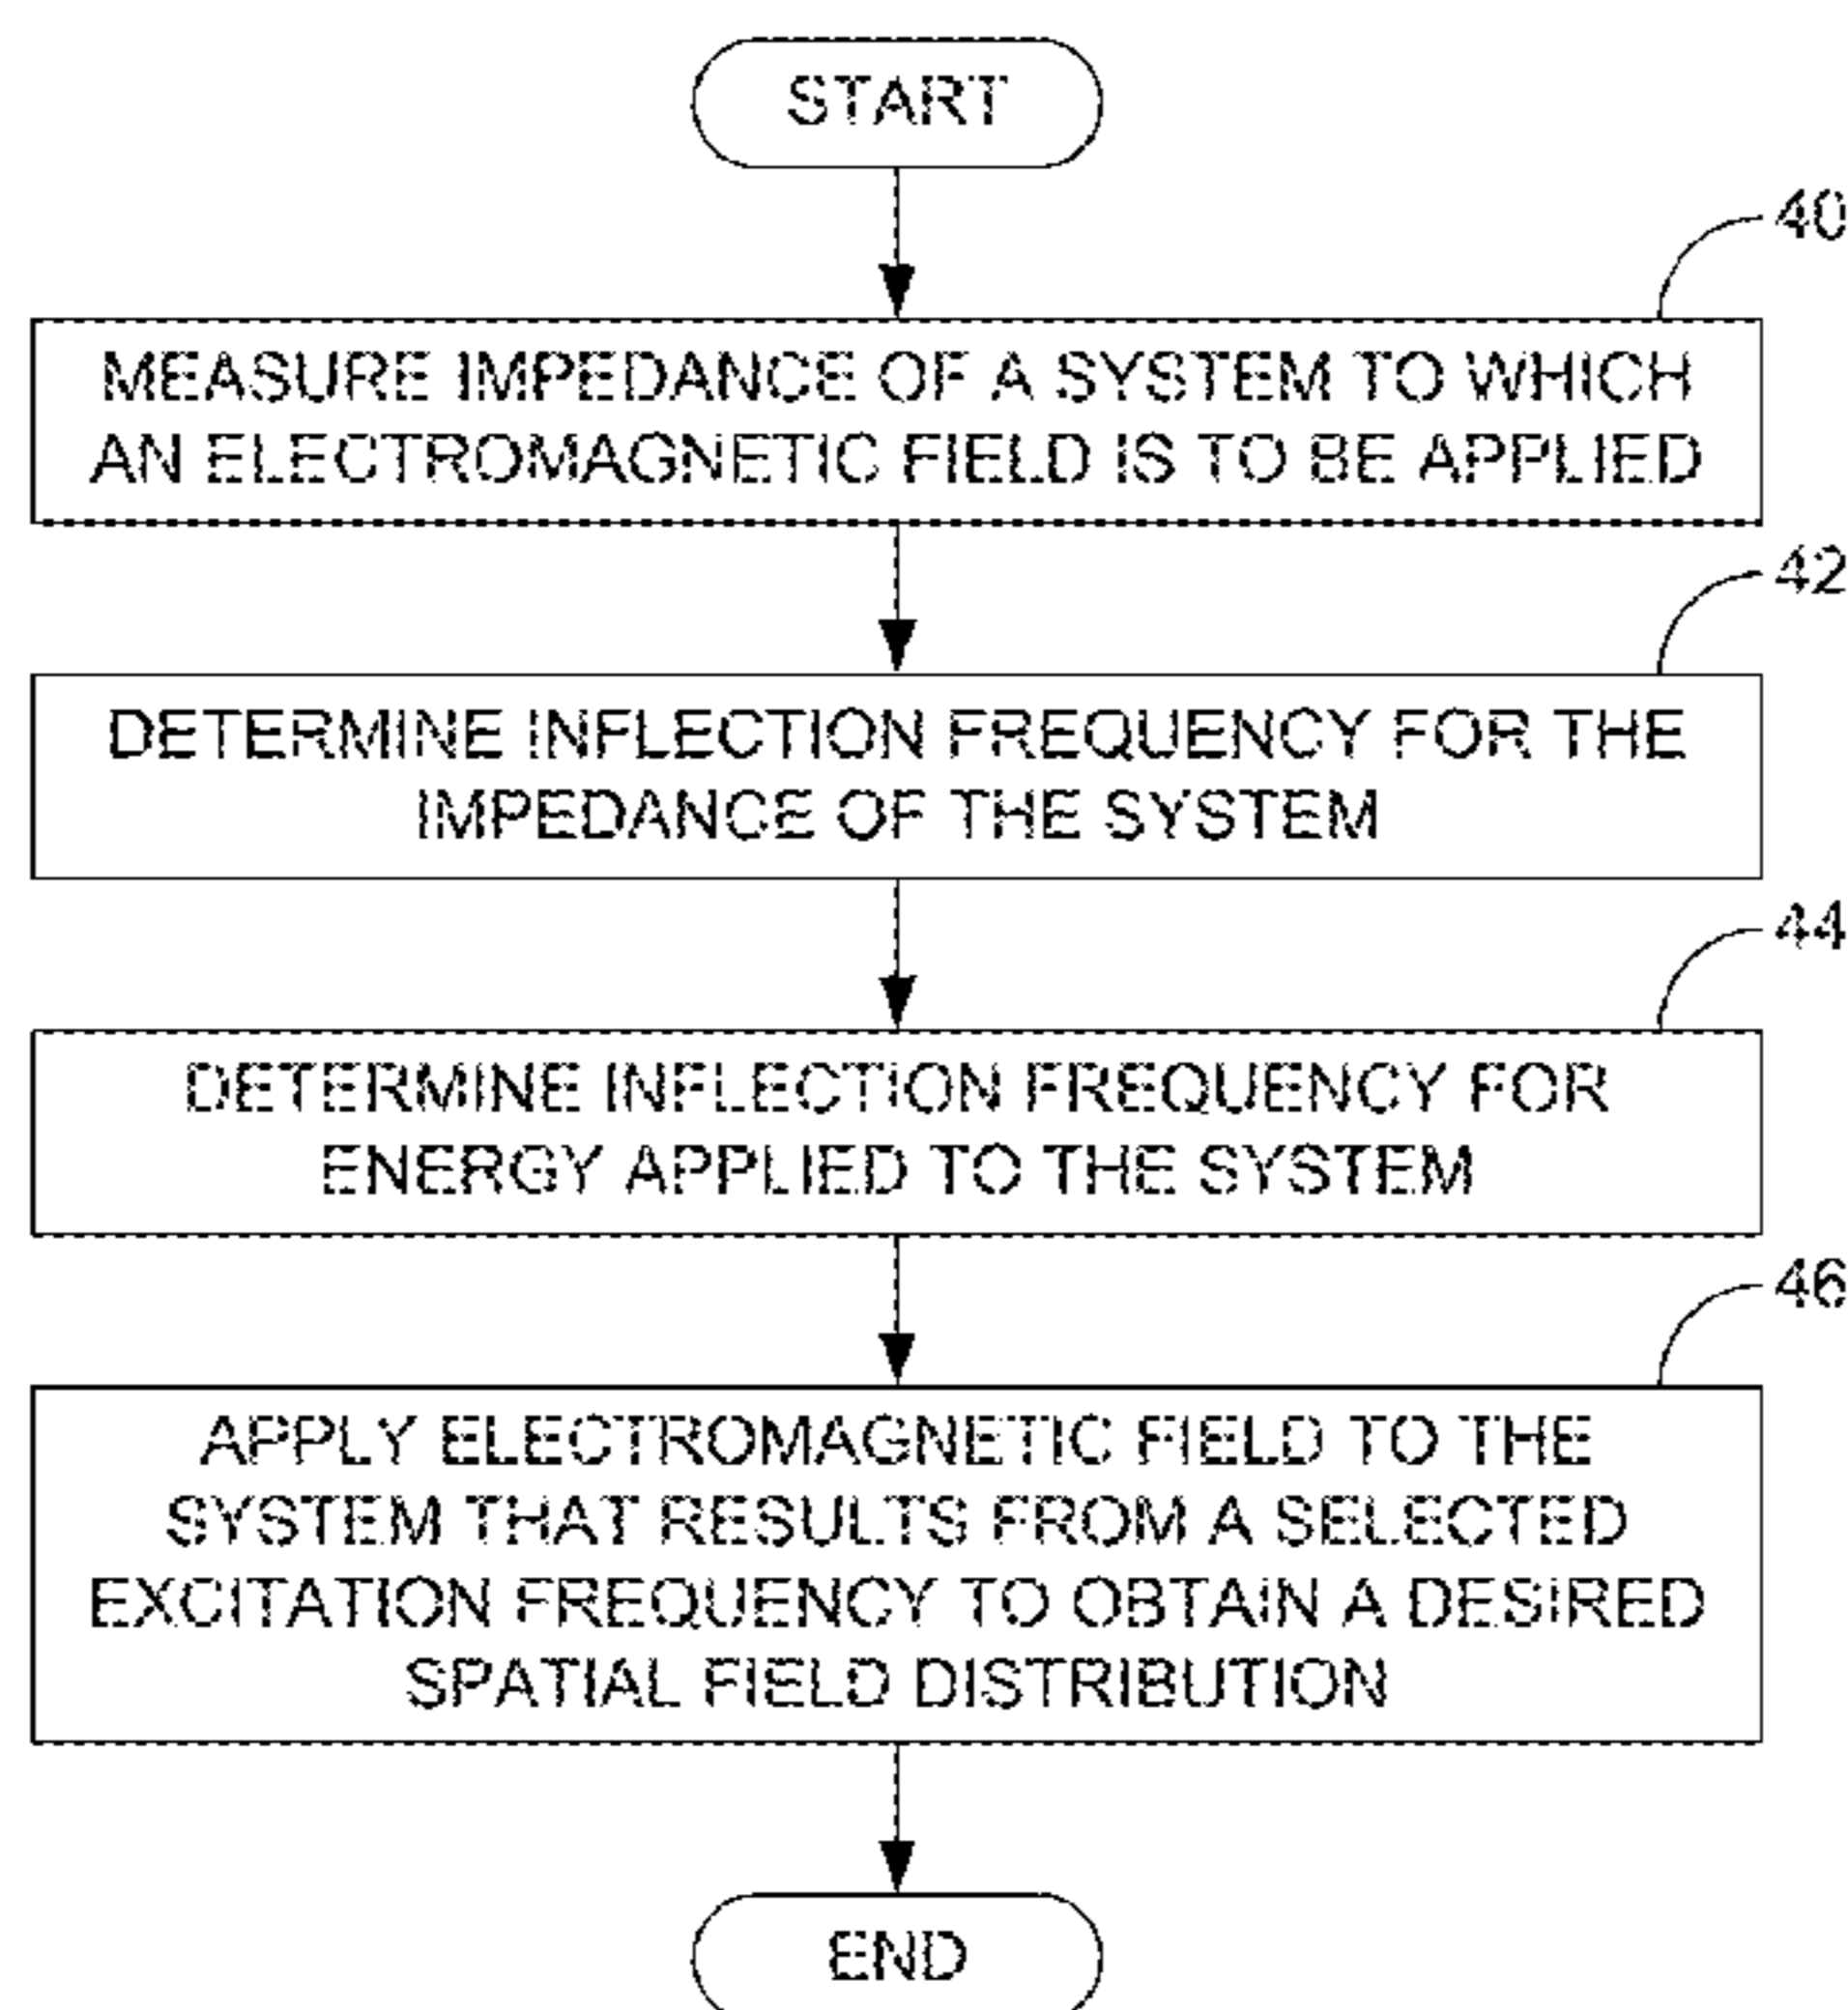 START
40
MEASURE IMPEDANCE OF A SYSTEM TO WHICH
AN ELECTROMAGNETIC FIELD IS TO BE APPLIED
42
DETERMINE INFLECTION FREQUENCY FOR THE
IMPEDANCE OF THE SYSTEM
44
DETERMINE INFLECTION FREQUENCY FOR
ENERGY APPLIED TO THE SYSTEM
46
APPLY ELECTROMAGNETIC FIELD TO THE
SYSTEM THAT RESULTS FROM A SELECTED
EXCITATION FREQUENCY TO OBTAIN A DESIRED
SPATIAL FIELD DISTRIBUTION
END